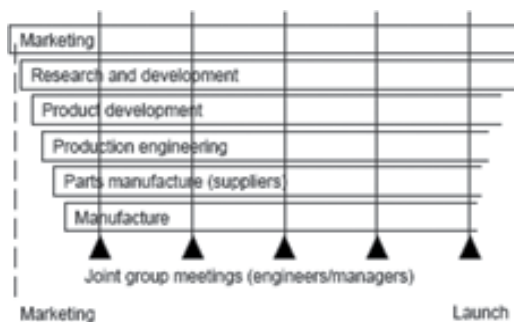 Marketing
Research and development
Product development
Production engineering
Parts manufacture (suppliers)
Manufacture
Joint group meetings (engineers/managers)
Marketing
Launch